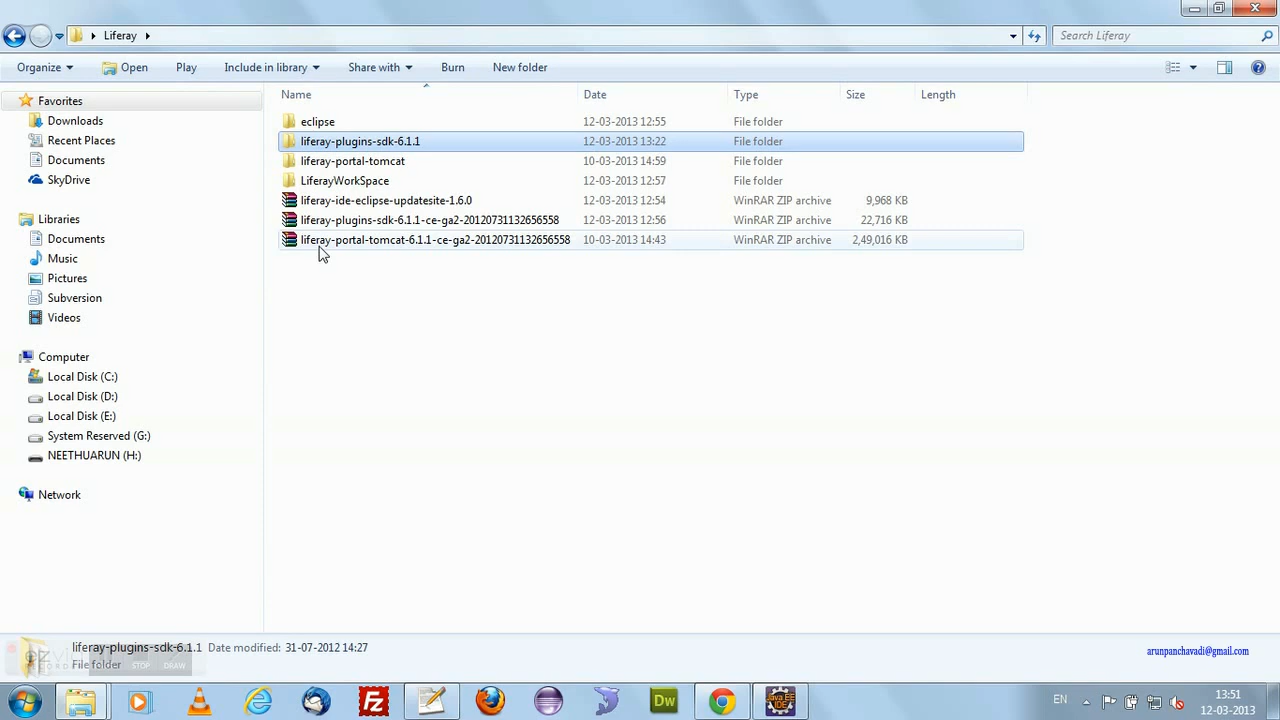 Liferay
Search Liferay
Organize Open Play Include in library Share with Burn New folder
Name Date Type Size Length
Favorites
Downloads
Recent Places
Documents
SkyDrive
Libraries
Documents
Music
Pictures
Subversion
Videos
Computer
Local Disk (C:)
Local Disk (D:)
Local Disk (E:)
System Reserved (G:)
NEETHUARUN (H:)
Network
eclipse 12-03-2013 12:55 File folder
liferay-plugins-sdk-6.1.1 12-03-2013 13:22 File folder
liferay-portal-tomcat 10-03-2013 14:59 File folder
LiferayWorkSpace 12-03-2013 12:57 File folder
liferay-ide-eclipse-updatesite-1.6.0 12-03-2013 12:54 WinRAR ZIP archive 9,968 KB
liferay-plugins-sdk-6.1.1-ce-ga2-20120731132656558 12-03-2013 12:56 WinRAR ZIP archive 22,716 KB
liferay-portal-tomcat-6.1.1-ce-ga2-20120731132656558 10-03-2013 14:43 WinRAR ZIP archive 2,49,016 KB
liferay-plugins-sdk-6.1.1 Date modified: 31-07-2012 14:27
File folder
STOP DRAW
arunpanchavadi@gmail.com
Dw
Java EE
IDE
EN
13:51
12-03-2013